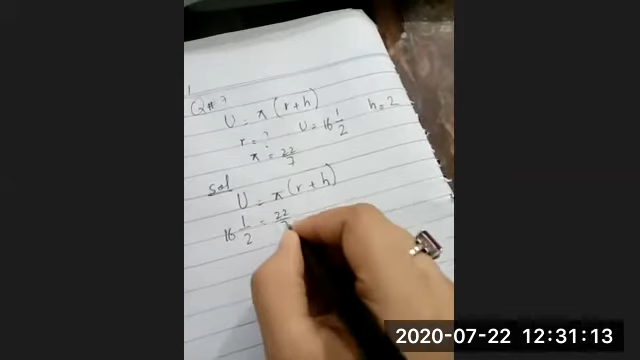 Q# 7
U = π (r + h)
r = ? U = 16 1/2 h = 2
π = 22/7
Sol
U = π (r + h)
16 1/2 = 22/7
2020-07-22 12:31:13